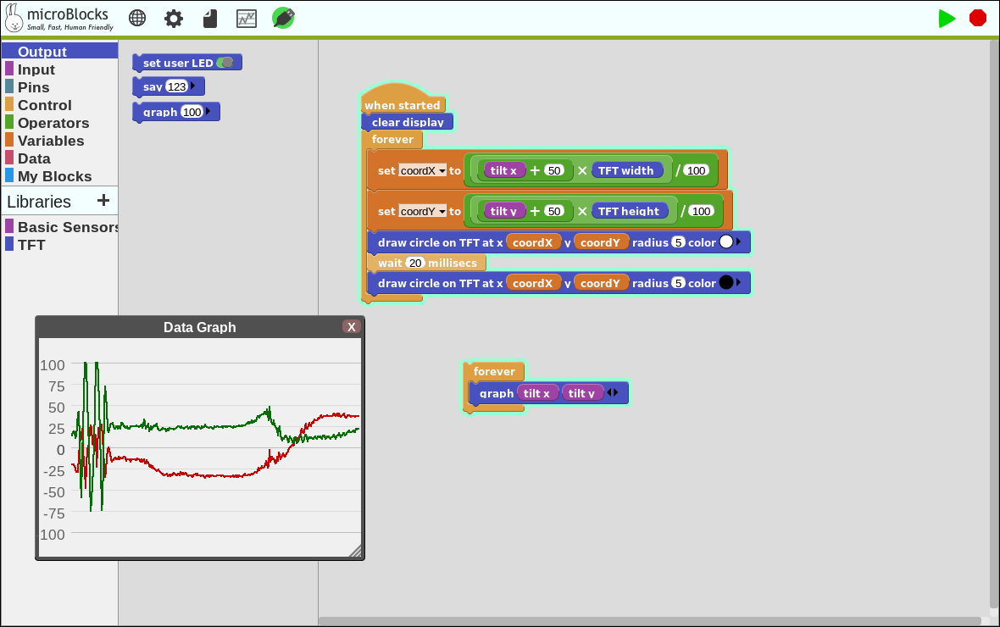 microBlocks
Small, Fast, Human Friendly
Output
Input
Pins
Control
Operators
Variables
Data
My Blocks
Libraries +
Basic Sensors
TFT
set user LED
say 123
graph 100
when started
clear display
forever
set coordX to tilt x + 50 × TFT width / 100
set coordY to tilt y + 50 × TFT height / 100
draw circle on TFT at x coordX y coordY radius 5 color
wait 20 millisecs
draw circle on TFT at x coordX y coordY radius 5 color
forever
graph tilt x tilt y
Data Graph X
100
75
50
25
0
-25
-50
-75
-100